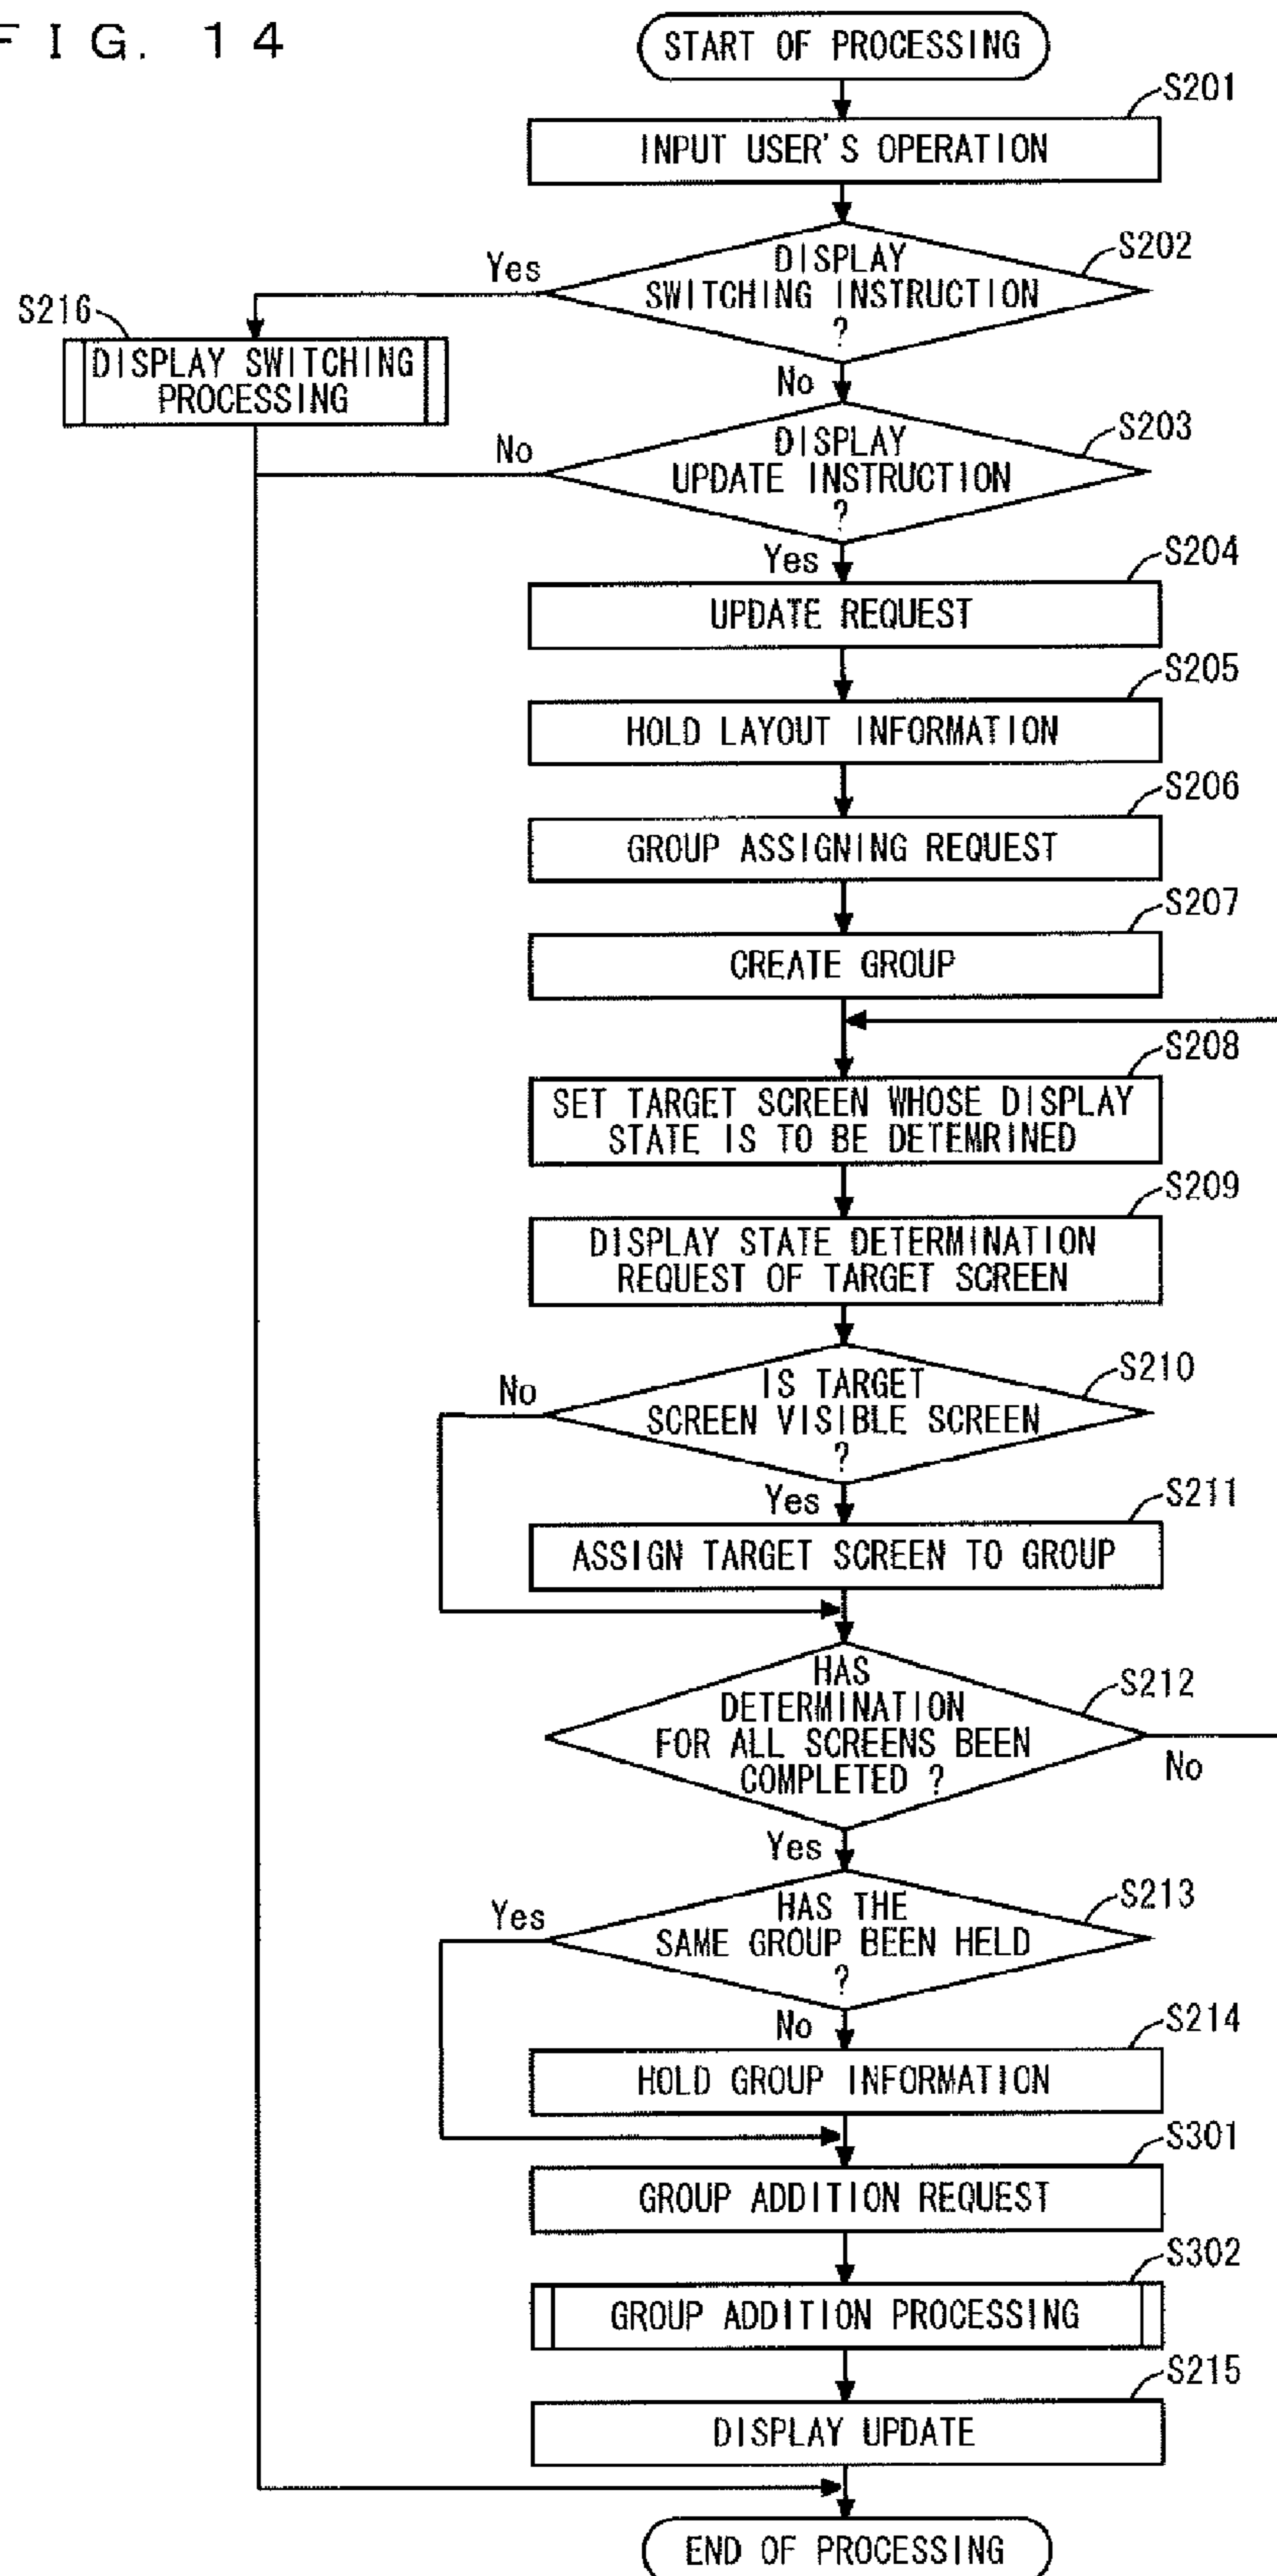 FIG. 14
START OF PROCESSING
S201
INPUT USER'S OPERATION
S202
DISPLAY
SWITCHING INSTRUCTION
?
Yes
S216
DISPLAY SWITCHING
PROCESSING
No
S203
DISPLAY
UPDATE INSTRUCTION
?
No
Yes
S204
UPDATE REQUEST
S205
HOLD LAYOUT INFORMATION
S206
GROUP ASSIGNING REQUEST
S207
CREATE GROUP
S208
SET TARGET SCREEN WHOSE DISPLAY
STATE IS TO BE DETEMRINED
S209
DISPLAY STATE DETERMINATION
REQUEST OF TARGET SCREEN
S210
IS TARGET
SCREEN VISIBLE SCREEN
?
No
Yes
S211
ASSIGN TARGET SCREEN TO GROUP
S212
HAS
DETERMINATION
FOR ALL SCREENS BEEN
COMPLETED ?
No
Yes
S213
HAS THE
SAME GROUP BEEN HELD
?
Yes
No
S214
HOLD GROUP INFORMATION
S301
GROUP ADDITION REQUEST
S302
GROUP ADDITION PROCESSING
S215
DISPLAY UPDATE
END OF PROCESSING